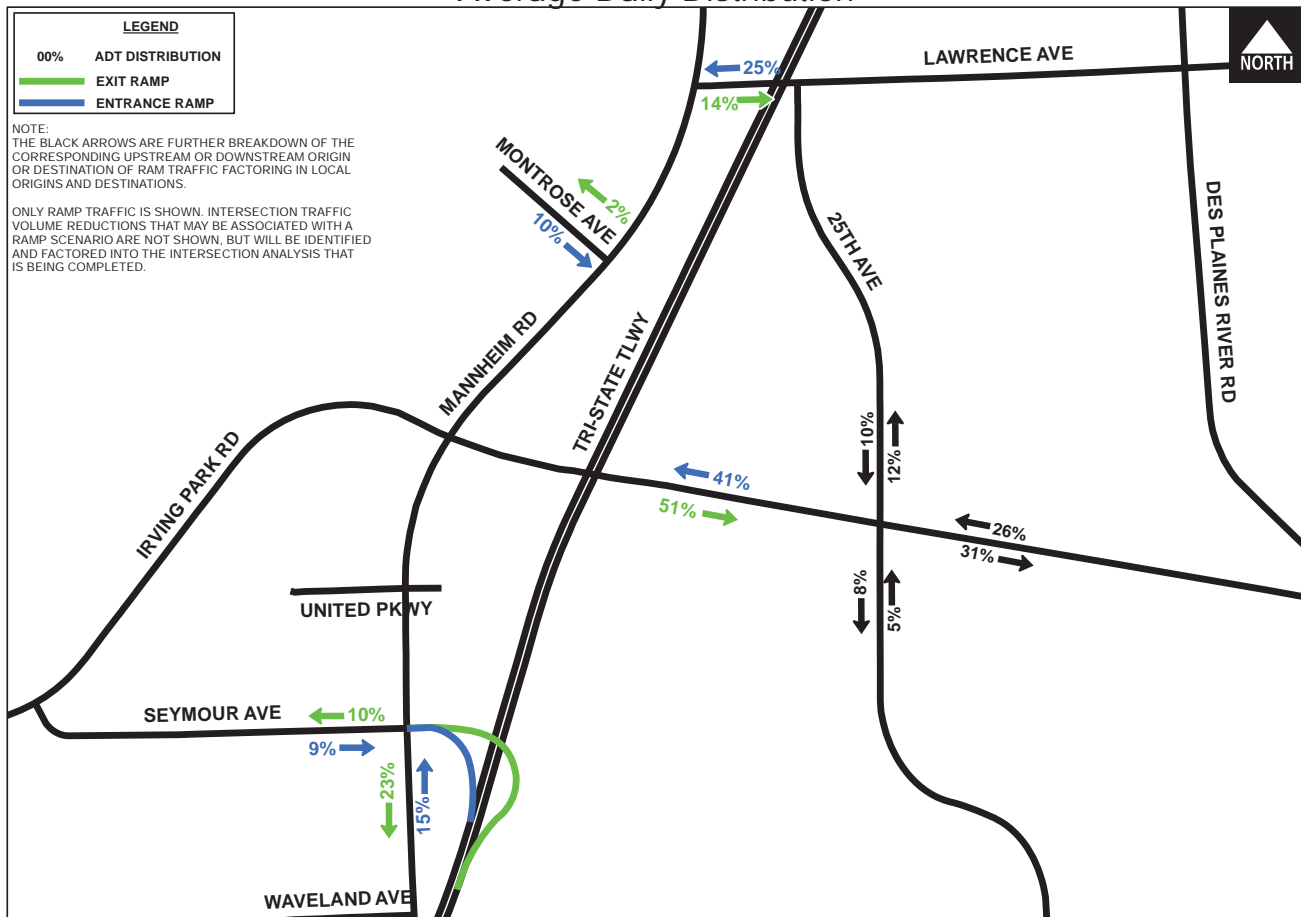 Average Daily Distribution
LEGEND
00% ADT DISTRIBUTION
EXIT RAMP
ENTRANCE RAMP
NOTE:
THE BLACK ARROWS ARE FURTHER BREAKDOWN OF THE
CORRESPONDING UPSTREAM OR DOWNSTREAM ORIGIN
OR DESTINATION OF RAM TRAFFIC FACTORING IN LOCAL
ORIGINS AND DESTINATIONS.
ONLY RAMP TRAFFIC IS SHOWN. INTERSECTION TRAFFIC
VOLUME REDUCTIONS THAT MAY BE ASSOCIATED WITH A
RAMP SCENARIO ARE NOT SHOWN, BUT WILL BE IDENTIFIED
AND FACTORED INTO THE INTERSECTION ANALYSIS THAT
IS BEING COMPLETED.
25%
LAWRENCE AVE
NORTH
14%
MONTROSE AVE
2%
10%
25TH AVE
DES PLAINES RIVER RD
MANNHEIM RD
TRI-STATE TLWY
IRVING PARK RD
10%
12%
41%
51%
26%
31%
8%
5%
UNITED PKWY
SEYMOUR AVE
10%
9%
23%
15%
WAVELAND AVE